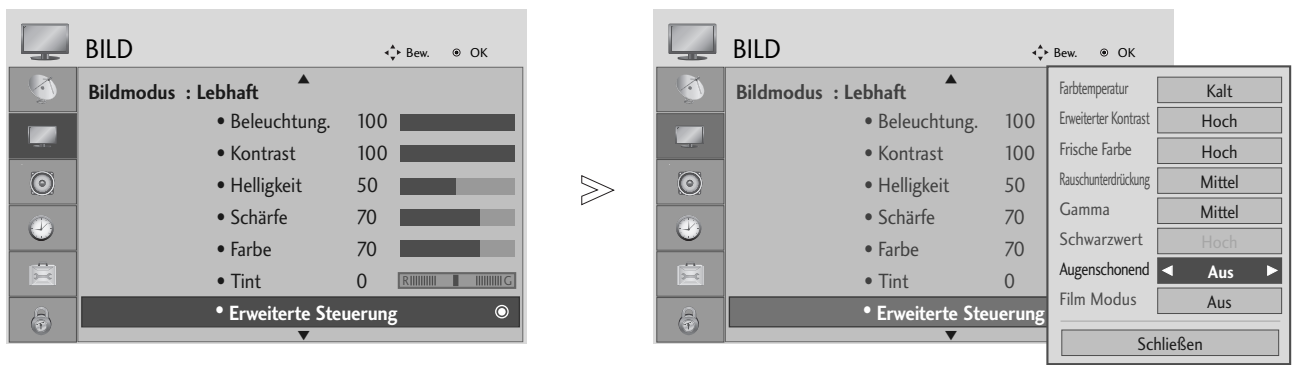 BILD
Bew. OK
Bildmodus : Lebhaft
• Beleuchtung. 100
• Kontrast 100
• Helligkeit 50
• Schärfe 70
• Farbe 70
• Tint 0 R G
• Erweiterte Steuerung
BILD
Bew. OK
Bildmodus : Lebhaft
• Beleuchtung. 100
• Kontrast 100
• Helligkeit 50
• Schärfe 70
• Farbe 70
• Tint 0
• Erweiterte Steuerung
Farbtemperatur Kalt
Erweiterter Kontrast Hoch
Frische Farbe Hoch
Rauschunterdrückung Mittel
Gamma Mittel
Schwarzwert Hoch
Augenschonend Aus
Film Modus Aus
Schließen